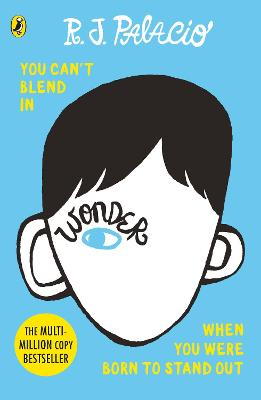 R. J. PALACIO
YOU CAN'T
BLEND
IN
WONDER
THE MULTI-
MILLION COPY
BESTSELLER
WHEN
YOU WERE
BORN TO STAND OUT